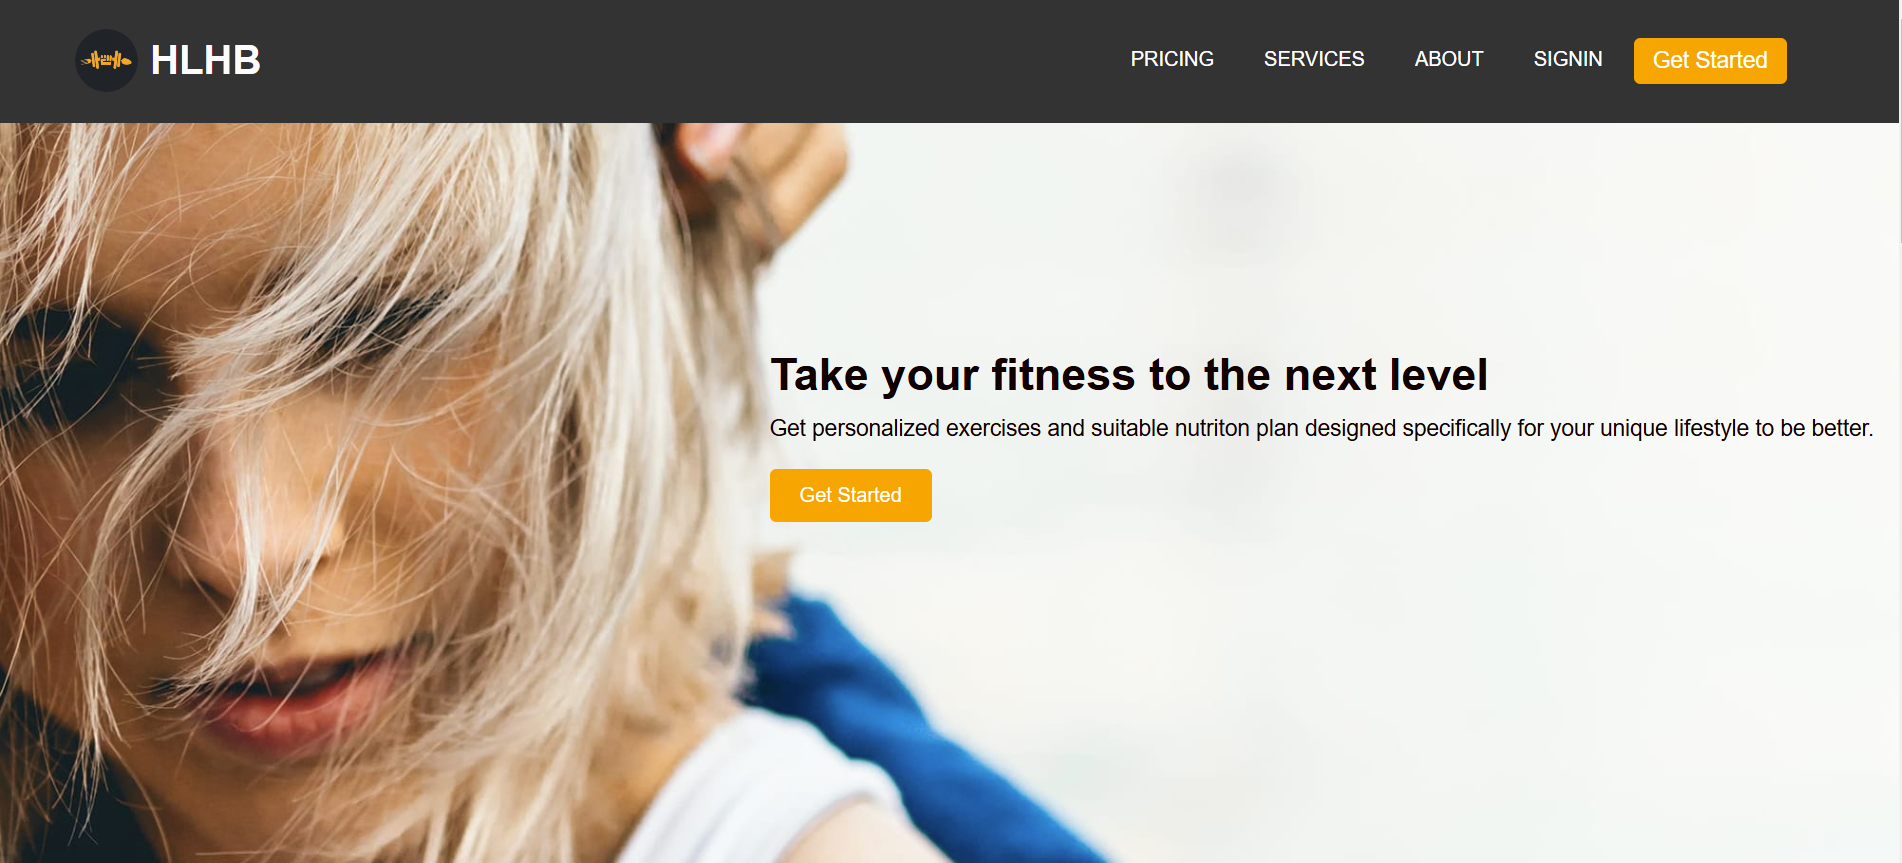 HLHB
PRICING SERVICES ABOUT SIGNIN Get Started
Take your fitness to the next level
Get personalized exercises and suitable nutriton plan designed specifically for your unique lifestyle to be better.
Get Started